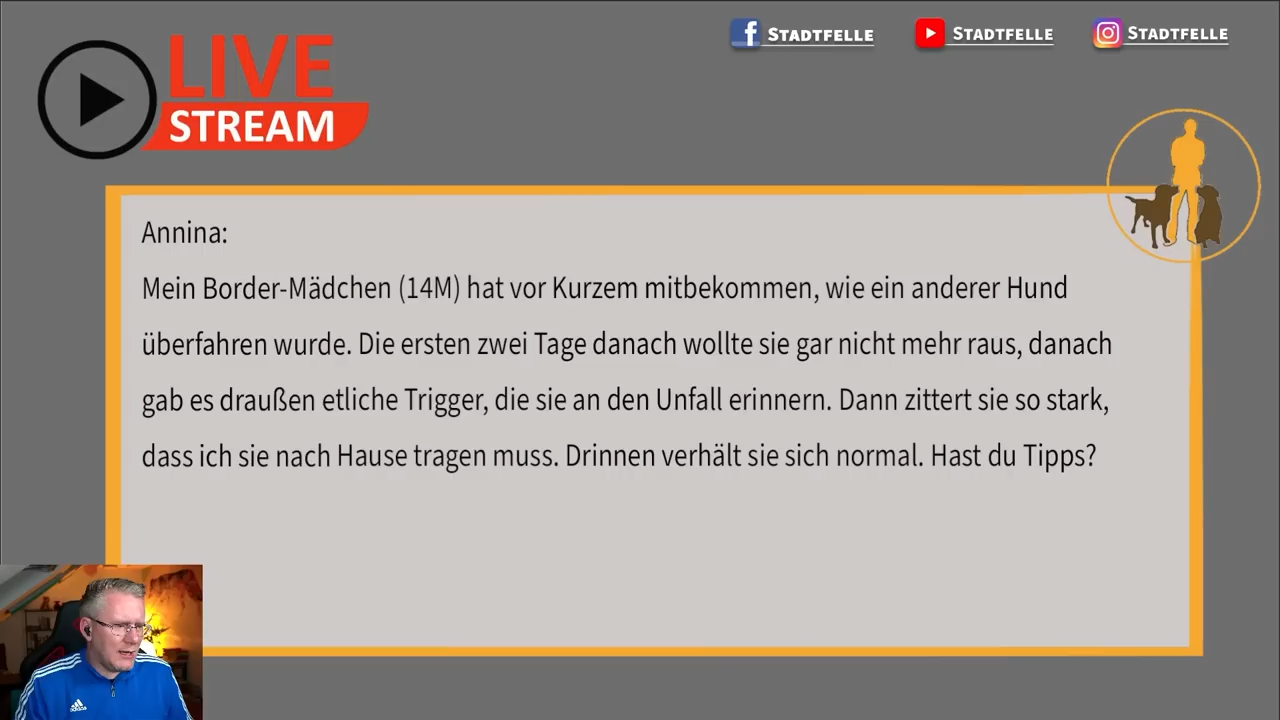 LIVE
STREAM
STADTFELLE
STADTFELLE
STADTFELLE
Annina:
Mein Border-Mädchen (14M) hat vor Kurzem mitbekommen, wie ein anderer Hund
überfahren wurde. Die ersten zwei Tage danach wollte sie gar nicht mehr raus, danach
gab es draußen etliche Trigger, die sie an den Unfall erinnern. Dann zittert sie so stark,
dass ich sie nach Hause tragen muss. Drinnen verhält sie sich normal. Hast du Tipps?
adidas